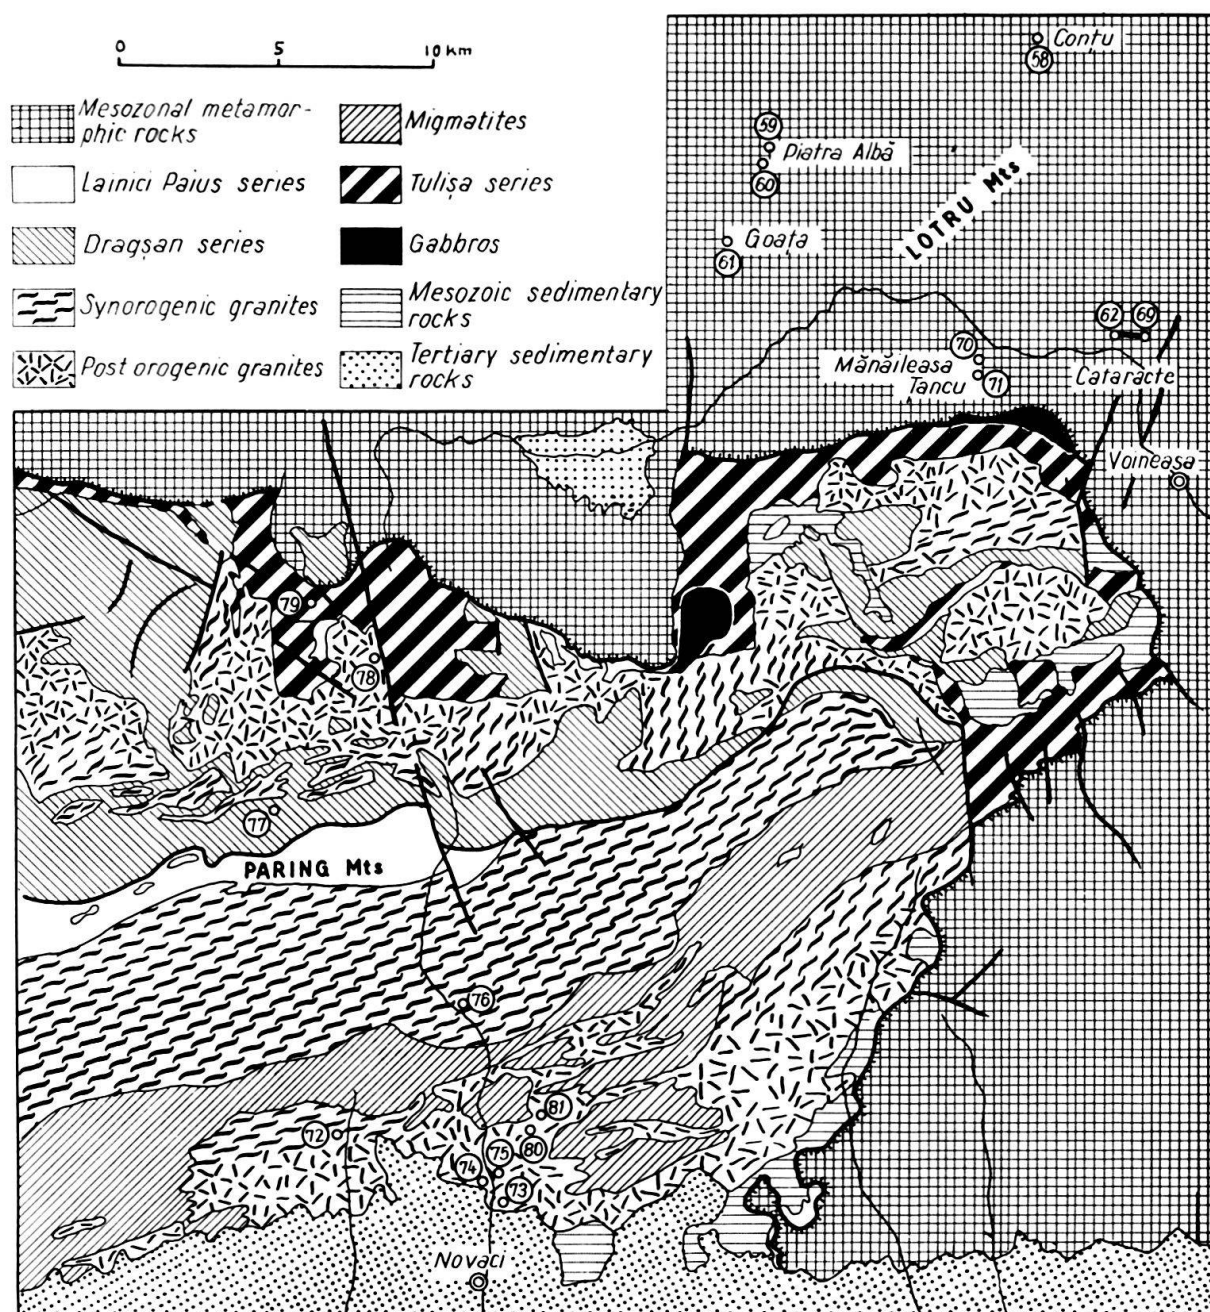 0 5 10 km
Mesozonal metamor-
phic rocks
Lainici Paius series
Dragșan series
Synorogenic granites
Post orogenic granites
Migmatites
Tulișa series
Gabbros
Mesozoic sedimentary
rocks
Tertiary sedimentary
rocks
Conțu
58
59
Piatra Albă
60
LOTRU Mts
Goața
61
62 69
70
Mănăileasa
Tancu
71
Cataracte
Voineasa
79
78
77
PARING Mts
76
81
72
80
75
74
73
Novaci